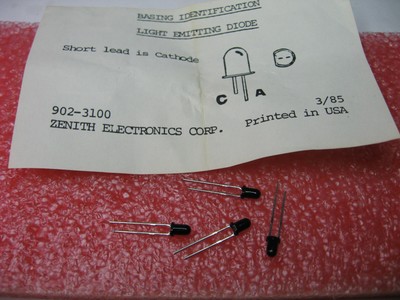 BASING IDENTIFICATION
LIGHT EMITTING DIODE
Short lead is Cathode
C A
902-3100 3/85
ZENITH ELECTRONICS CORP. Printed in USA